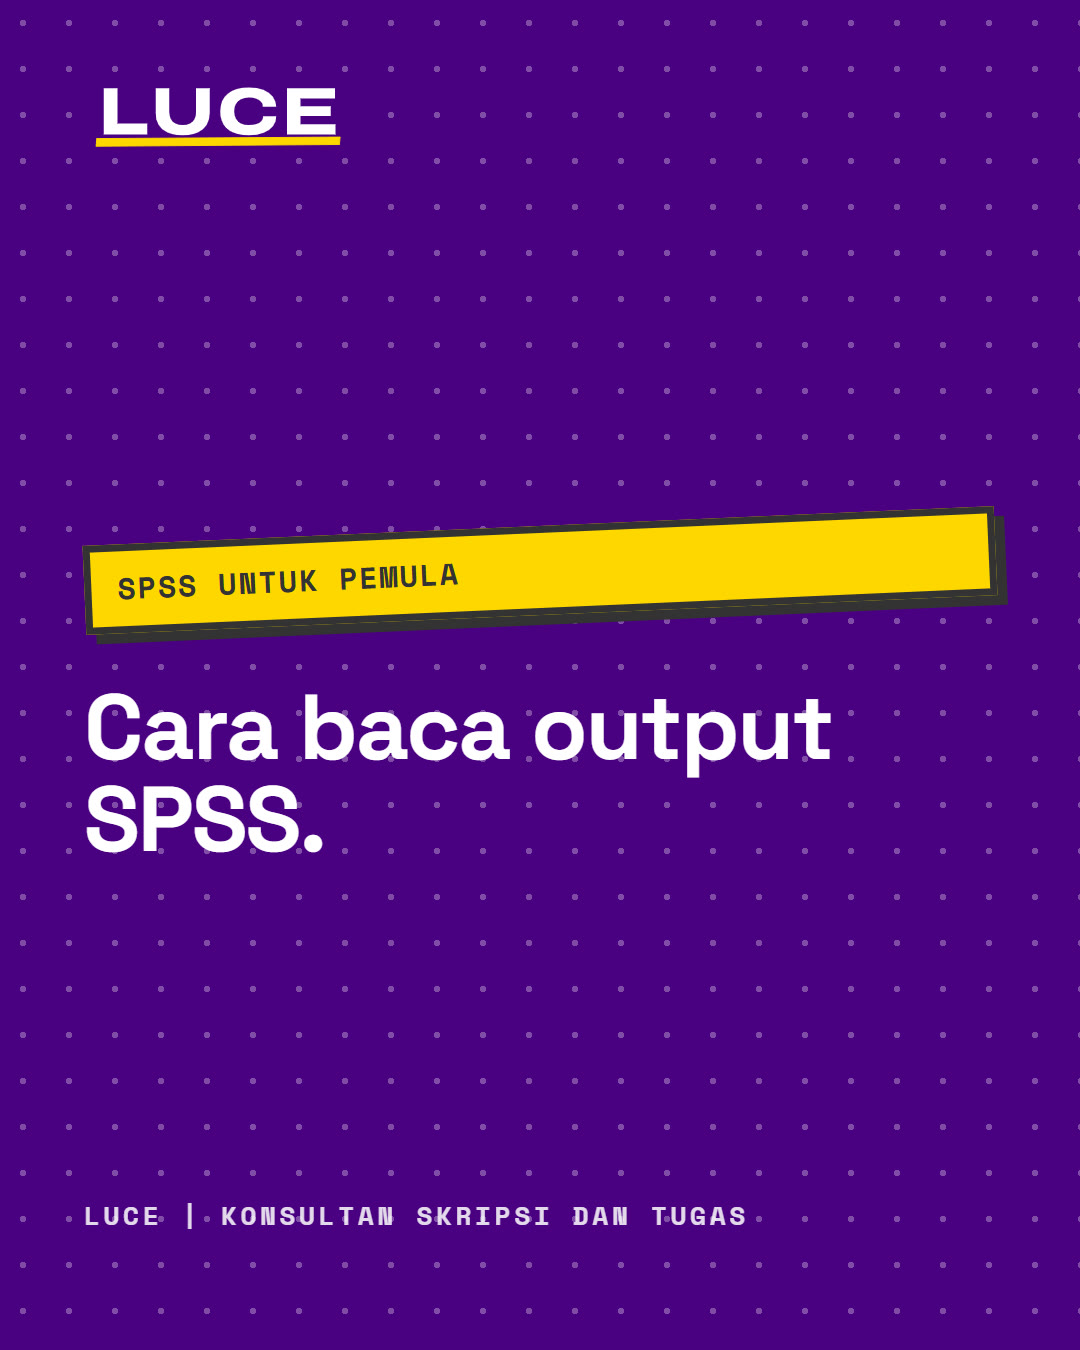 LUCE
SPSS UNTUK PEMULA
Cara baca output
SPSS.
LUCE | KONSULTAN SKRIPSI DAN TUGAS